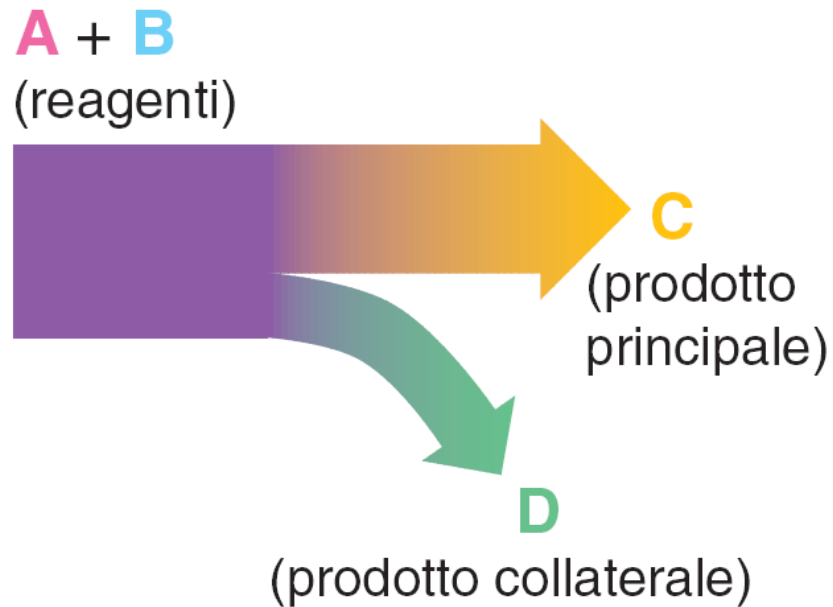 A + B
(reagenti)
C
(prodotto
principale)
D
(prodotto collaterale)